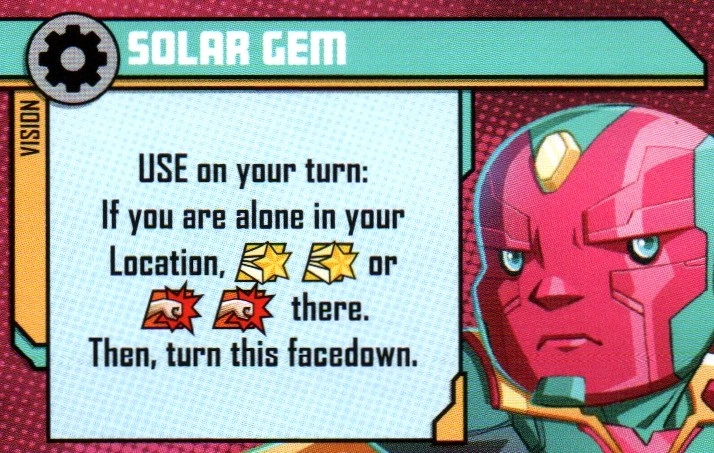 SOLAR GEM
VISION
USE on your turn:
If you are alone in your
Location, or
there.
Then, turn this facedown.